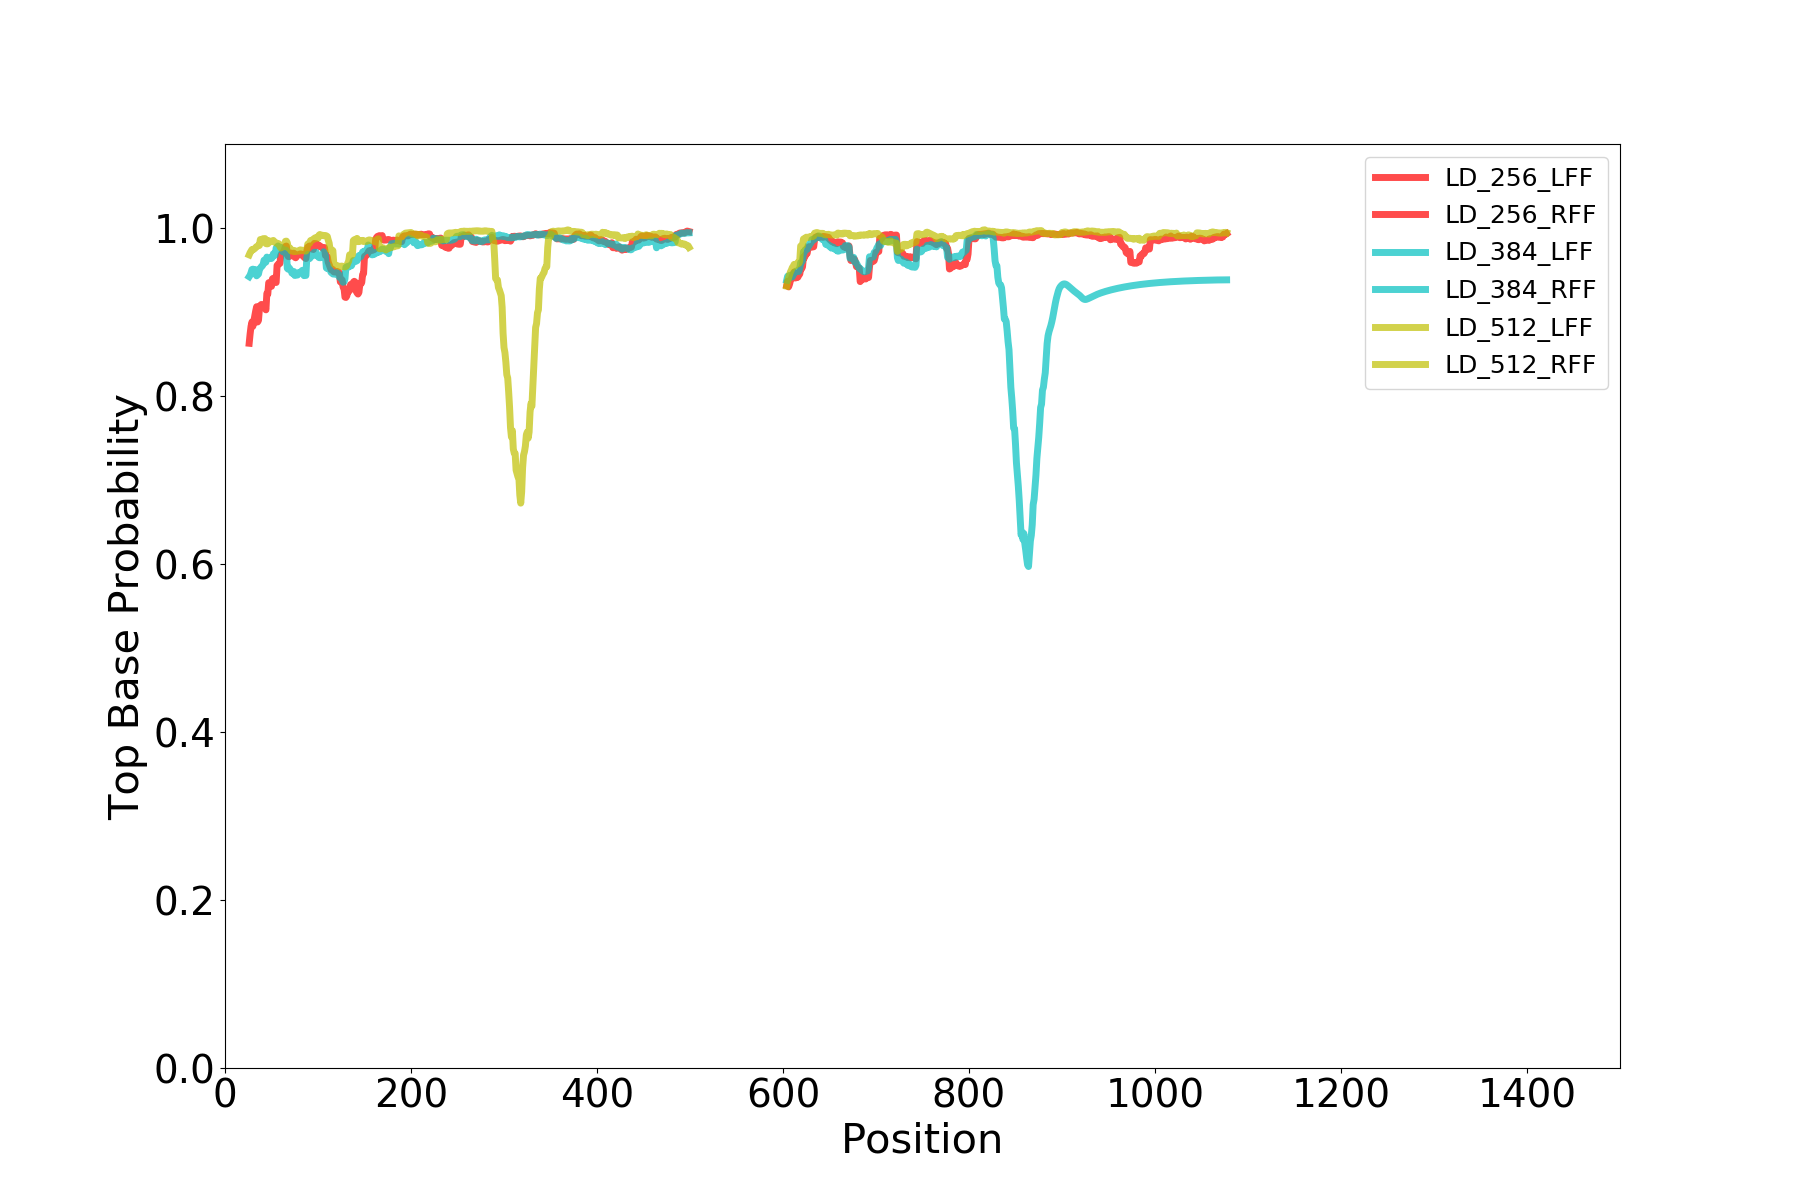 LD_256_LFF
LD_256_RFF
LD_384_LFF
LD_384_RFF
LD_512_LFF
LD_512_RFF
Top Base Probability
1.0
0.8
0.6
0.4
0.2
0.0
0 200 400 600 800 1000 1200 1400
Position